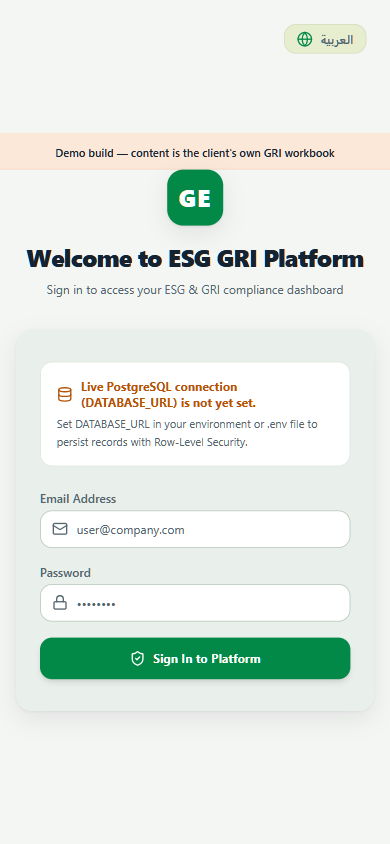 العربية
Demo build — content is the client's own GRI workbook
GE
Welcome to ESG GRI Platform
Sign in to access your ESG & GRI compliance dashboard
Live PostgreSQL connection
(DATABASE_URL) is not yet set.
Set DATABASE_URL in your environment or .env file to
persist records with Row-Level Security.
Email Address
user@company.com
Password
••••••••
Sign In to Platform